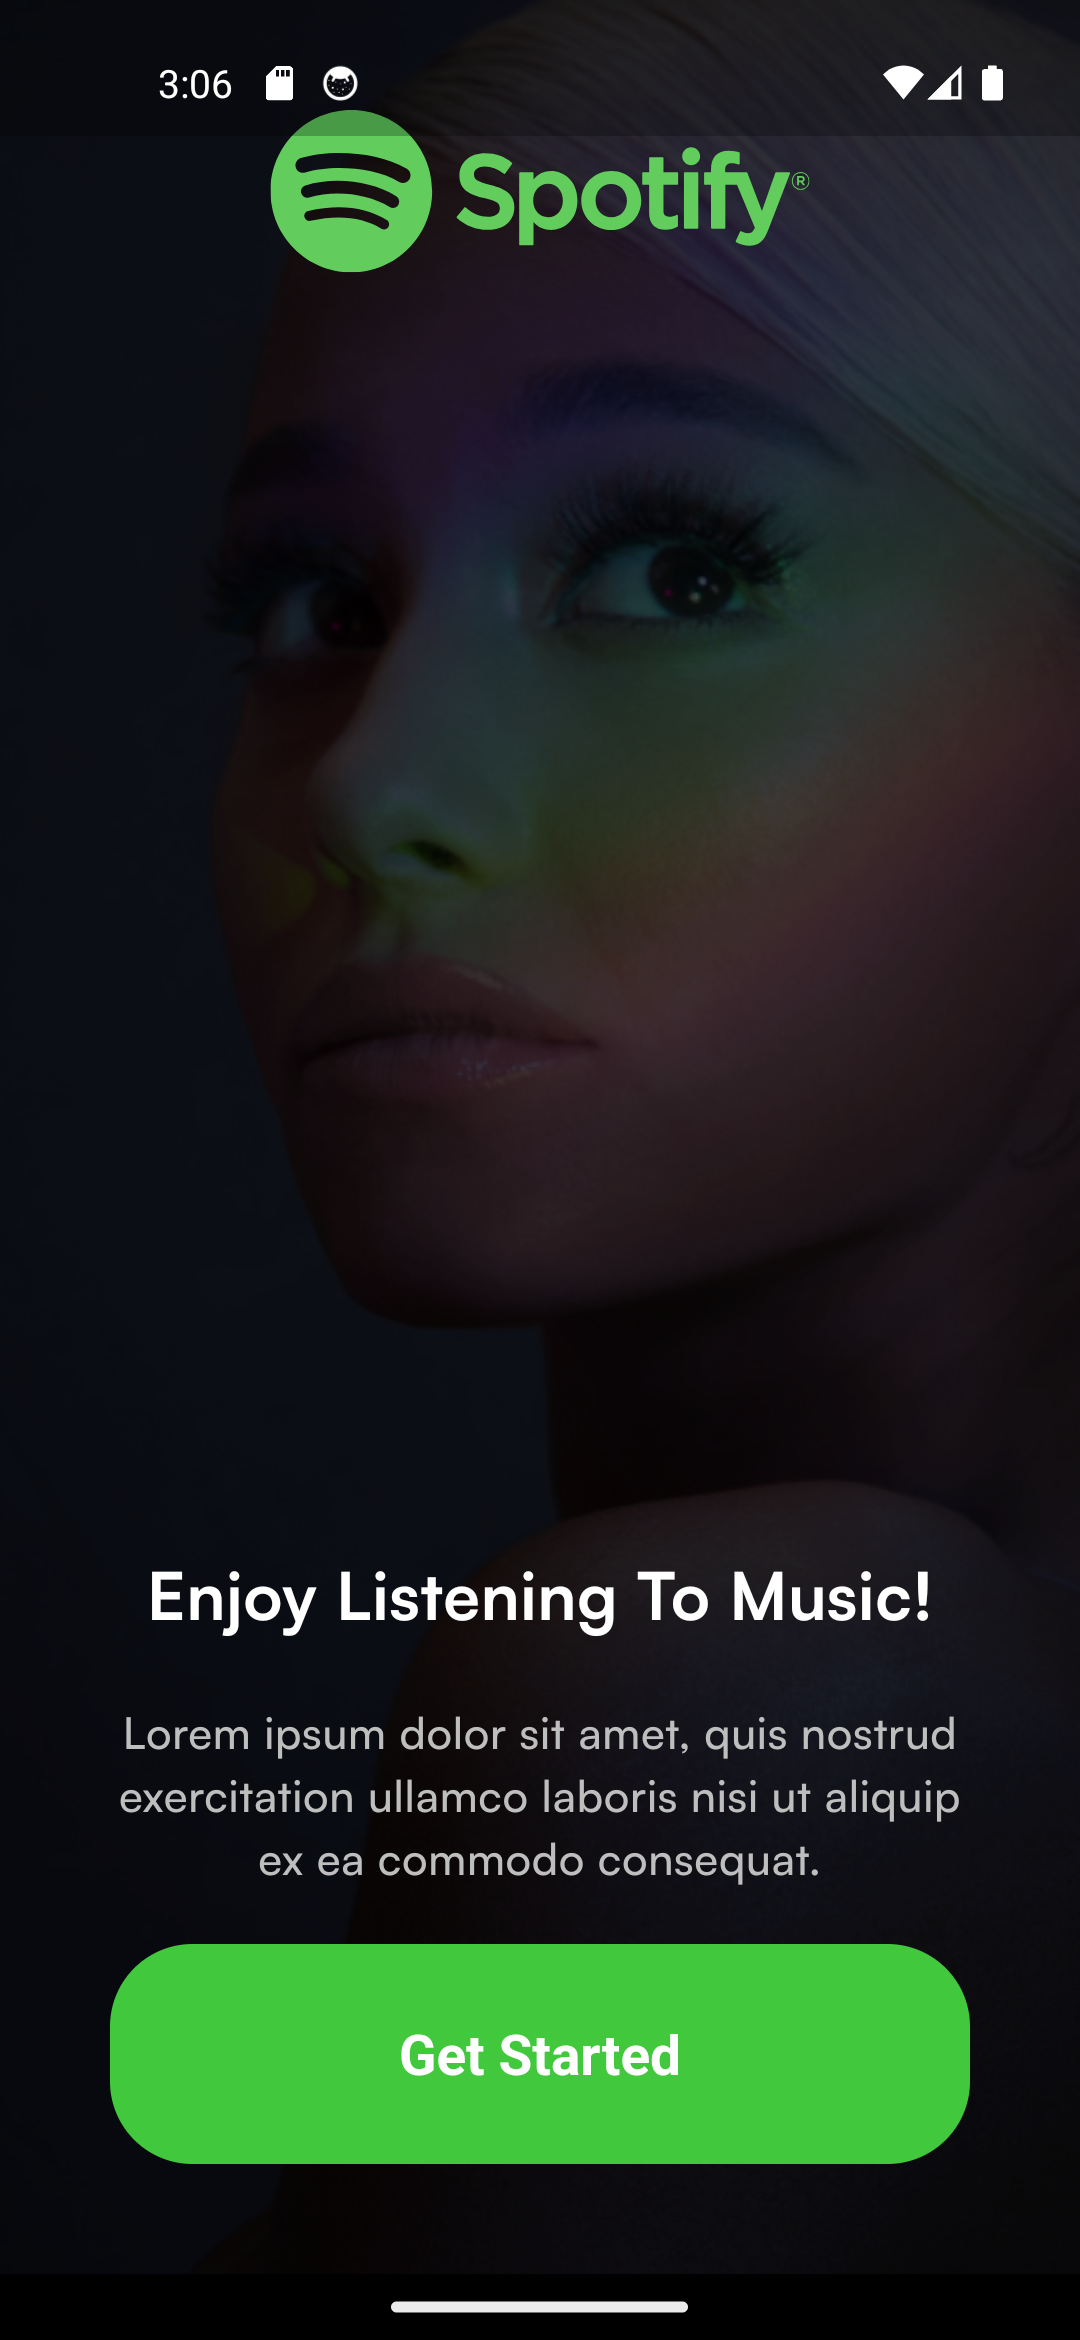 3:06
Spotify®
Enjoy Listening To Music!
Lorem ipsum dolor sit amet, quis nostrud
exercitation ullamco laboris nisi ut aliquip
ex ea commodo consequat.
Get Started